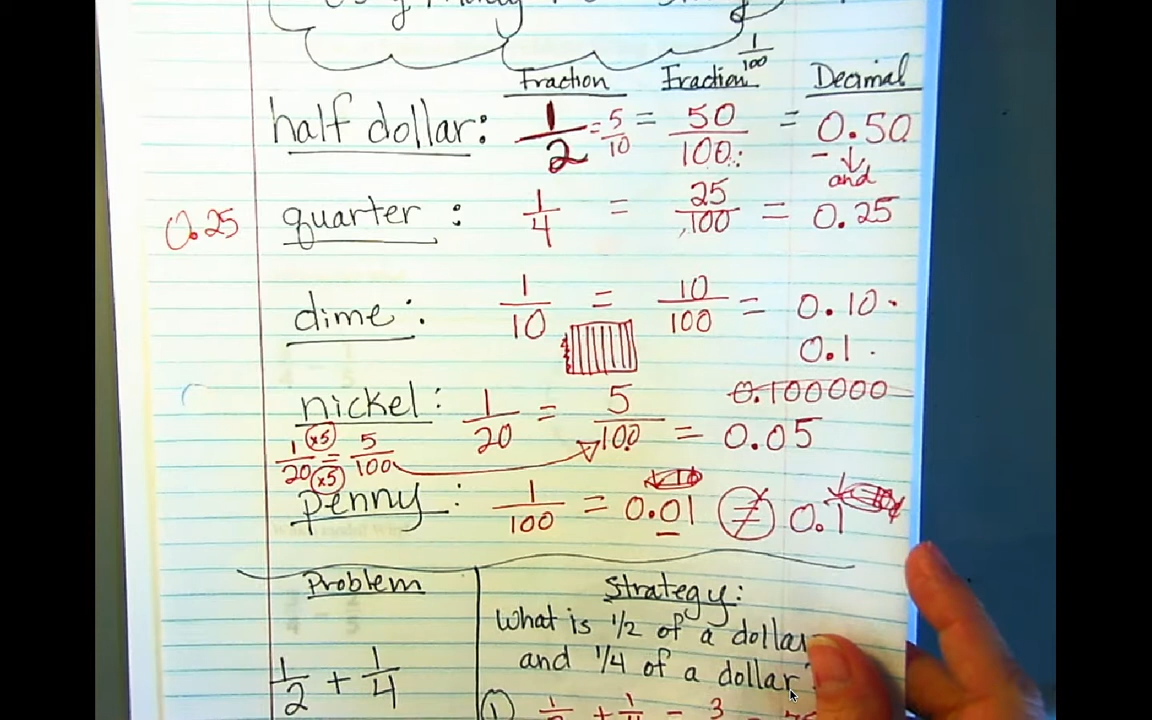 1/100
Fraction Fraction Decimal
half dollar: 1/2 = 5/10 = 50/100 = 0.50
and
0.25 quarter: 1/4 = 25/100 = 0.25
dime: 1/10 = 10/100 = 0.10
0.1
0.100000
nickel: 1/20 = 5/100 = 0.05
1/20 ×5 = ×5 5/100
penny: 1/100 = 0.01 ≠ 0.1
Problem Strategy:
What is 1/2 of a dollar
and 1/4 of a dollar
1/2 + 1/4